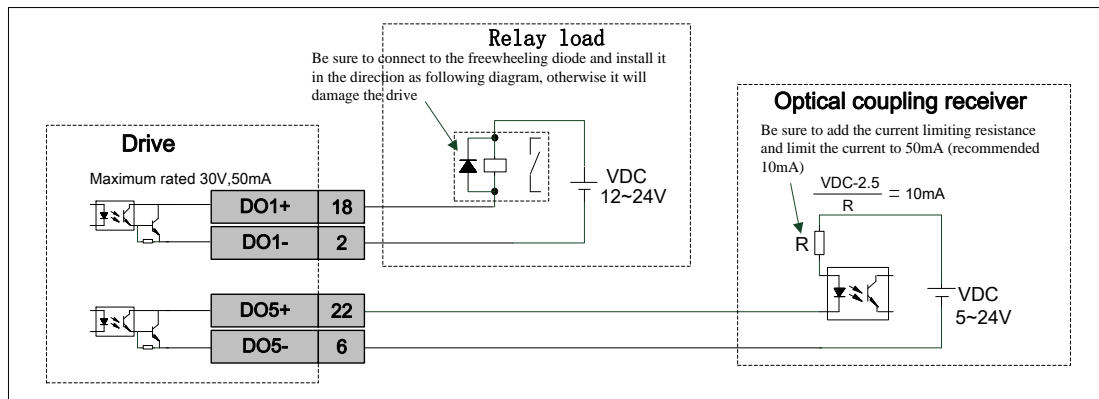 Relay load
Be sure to connect to the freewheeling diode and install it
in the direction as following diagram, otherwise it will
damage the drive
VDC
12~24V
Drive
Maximum rated 30V,50mA
DO1+ 18
DO1- 2
DO5+ 22
DO5- 6
Optical coupling receiver
Be sure to add the current limiting resistance
and limit the current to 50mA (recommended
10mA)
VDC-2.5
R
= 10mA
R
VDC
5~24V